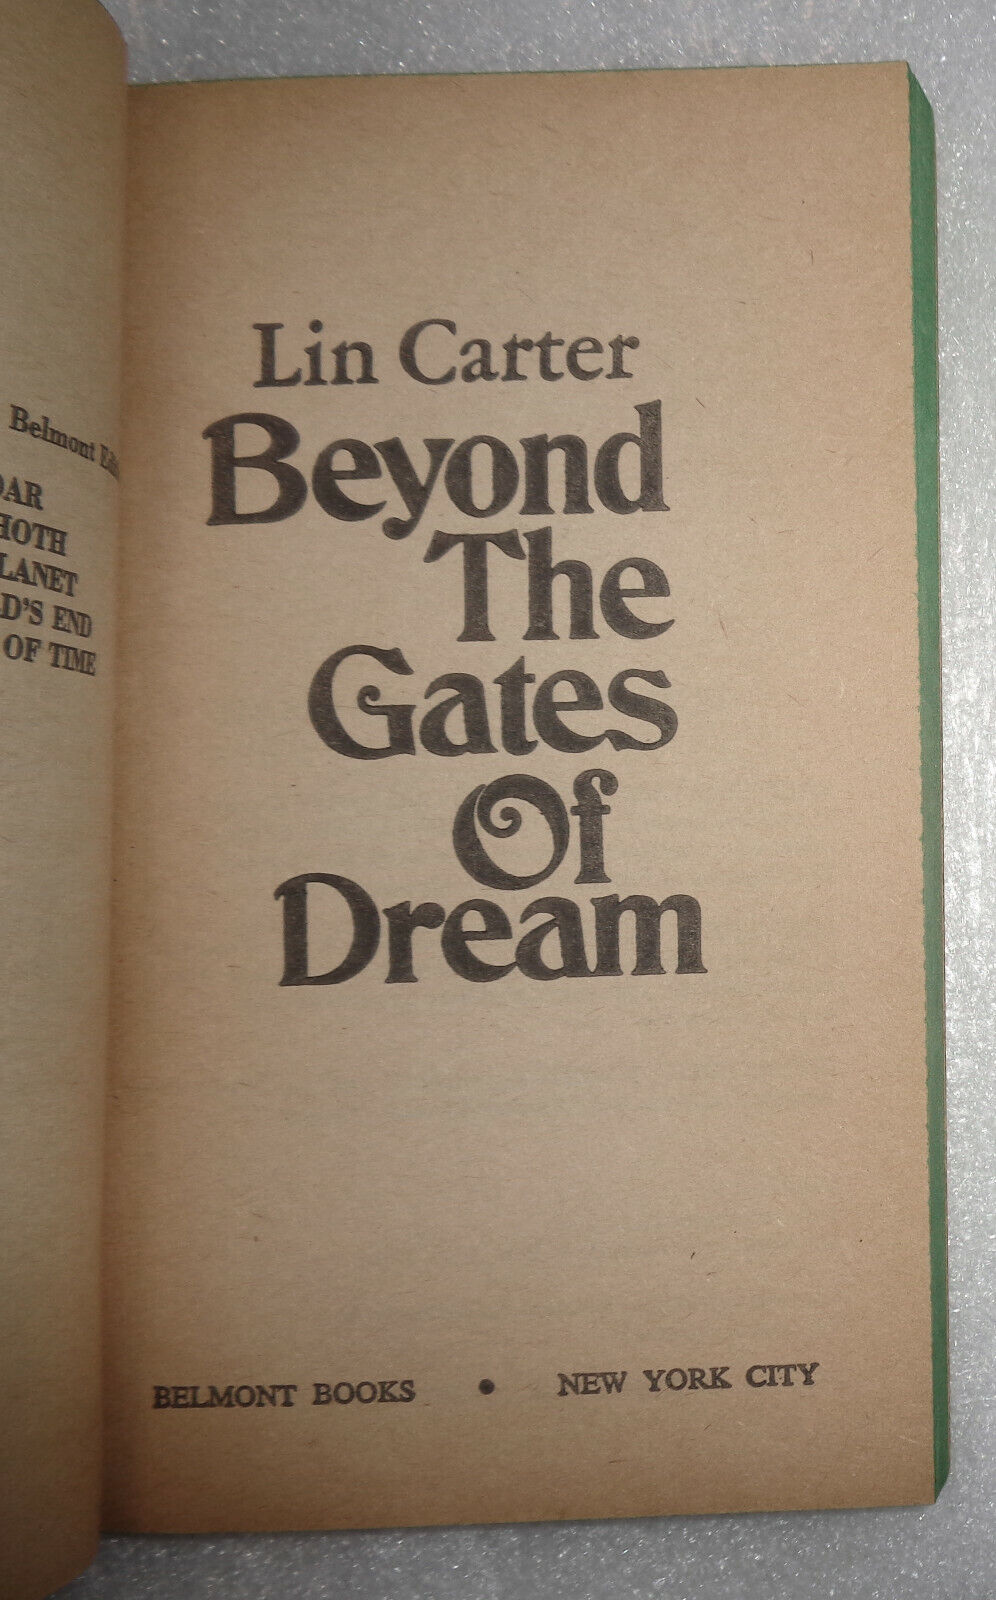 Belmont
OAR
HOTH
LANET
D'S END
OF TIME
Lin Carter
Beyond
The
Gates
Of
Dream
BELMONT BOOKS • NEW YORK CITY